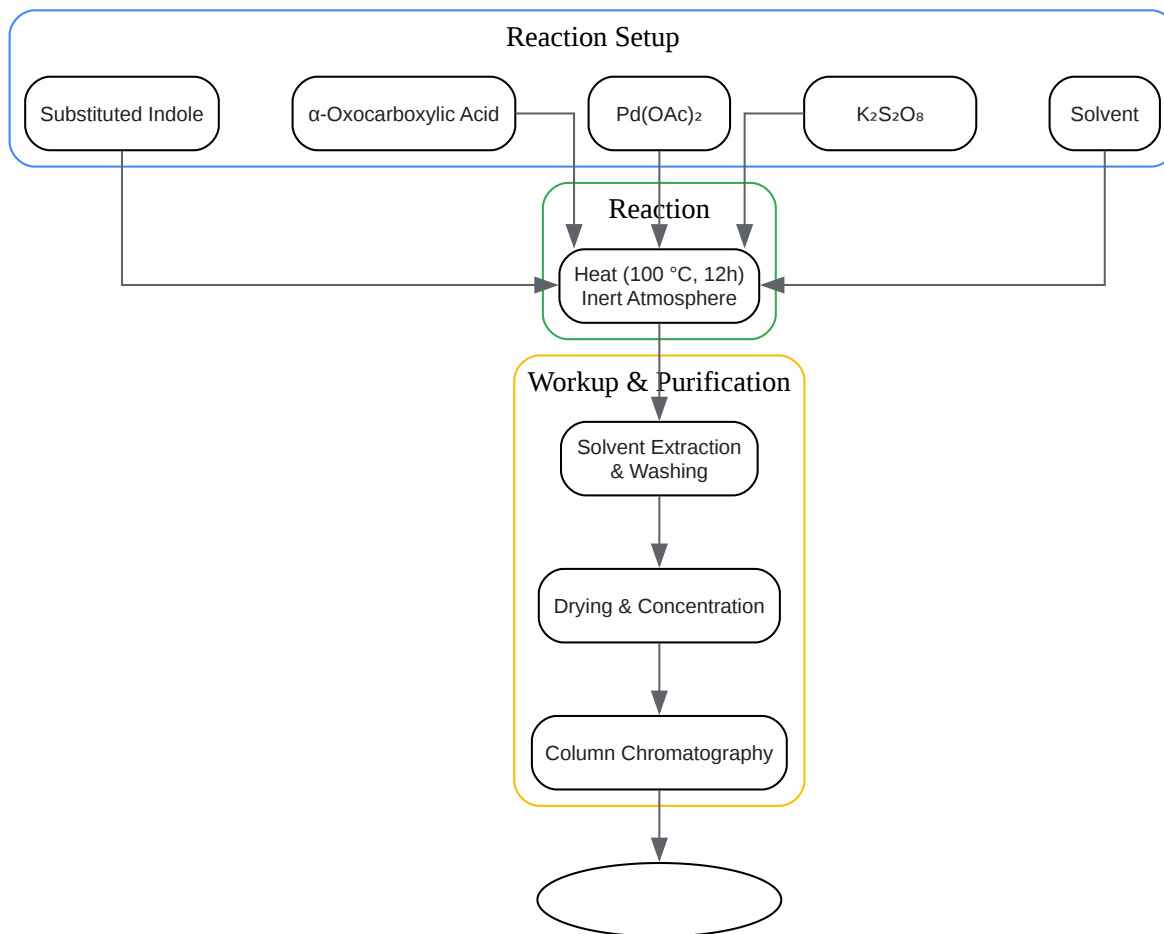 Reaction Setup
Substituted Indole
α-Oxocarboxylic Acid
Pd(OAc)₂
K₂S₂O₈
Solvent
Reaction
Heat (100 °C, 12h)
Inert Atmosphere
Workup & Purification
Solvent Extraction
& Washing
Drying & Concentration
Column Chromatography